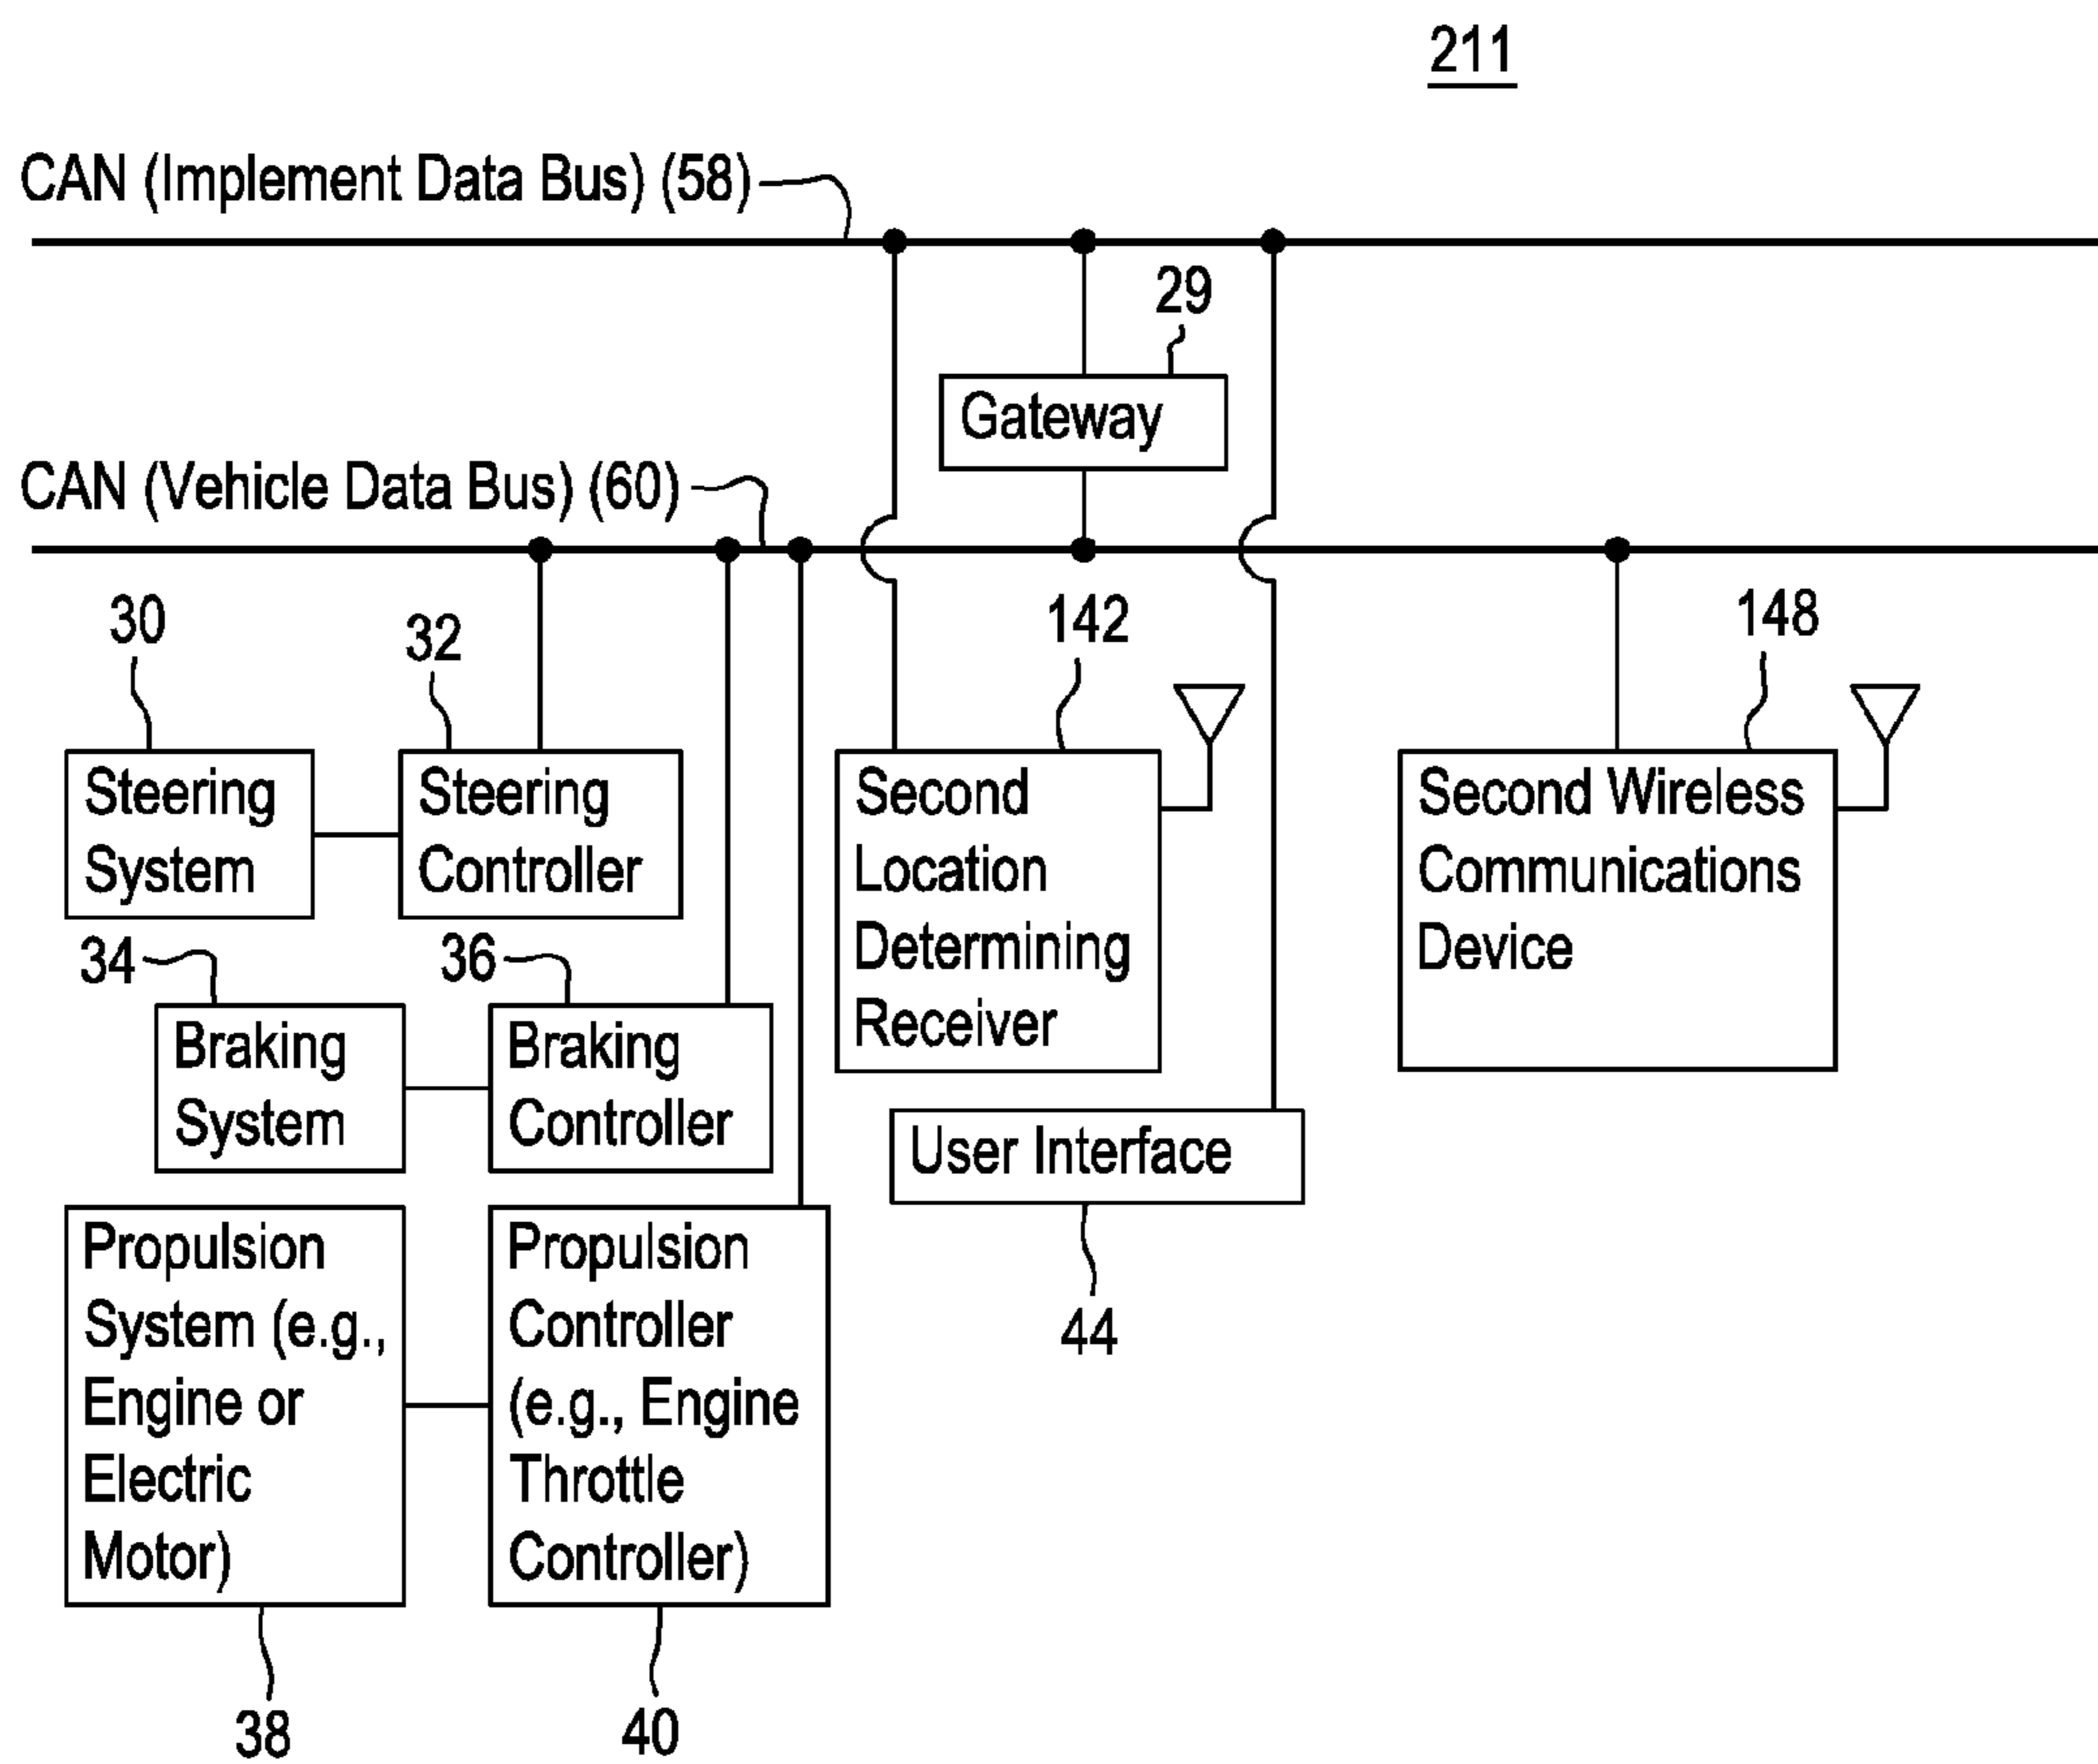 211
CAN (Implement Data Bus) (58)
29
Gateway
CAN (Vehicle Data Bus) (60)
30
32
142
148
Steering
System
Steering
Controller
Second
Location
Determining
Receiver
Second Wireless
Communications
Device
34
36
Braking
System
Braking
Controller
User Interface
44
Propulsion
System (e.g.,
Engine or
Electric
Motor)
Propulsion
Controller
(e.g., Engine
Throttle
Controller)
38
40